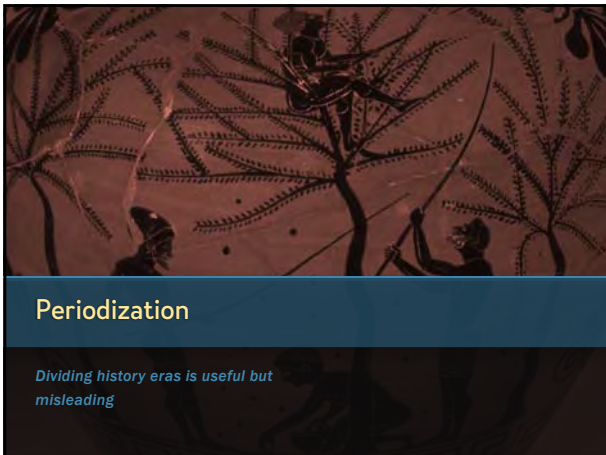 Periodization
Dividing history eras is useful but
misleading